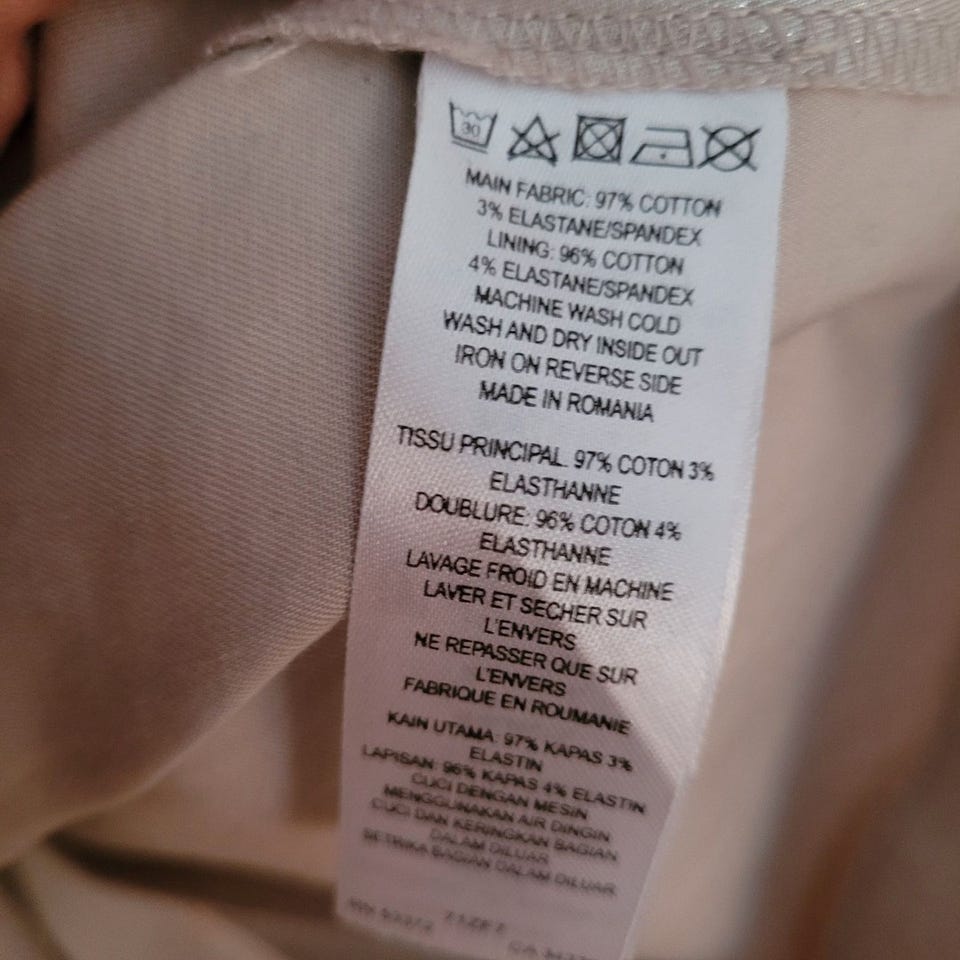 30
MAIN FABRIC: 97% COTTON
3% ELASTANE/SPANDEX
LINING: 96% COTTON
4% ELASTANE/SPANDEX
MACHINE WASH COLD
WASH AND DRY INSIDE OUT
IRON ON REVERSE SIDE
MADE IN ROMANIA
TISSU PRINCIPAL. 97% COTON 3%
ELASTHANNE
DOUBLURE: 96% COTON 4%
ELASTHANNE
LAVAGE FROID EN MACHINE
LAVER ET SECHER SUR
L'ENVERS
NE REPASSER QUE SUR
L'ENVERS
FABRIQUE EN ROUMANIE
KAIN UTAMA: 97% KAPAS 3%
ELASTIN
LAPISAN: 96% KAPAS 4% ELASTIN
CUCI DENGAN MESIN
MENGGUNAKAN AIR DINGIN
CUCI DAN KERINGKAN BAGIAN
DALAM DILUAR
SETRIKA BAGIAN DALAM DILUAR